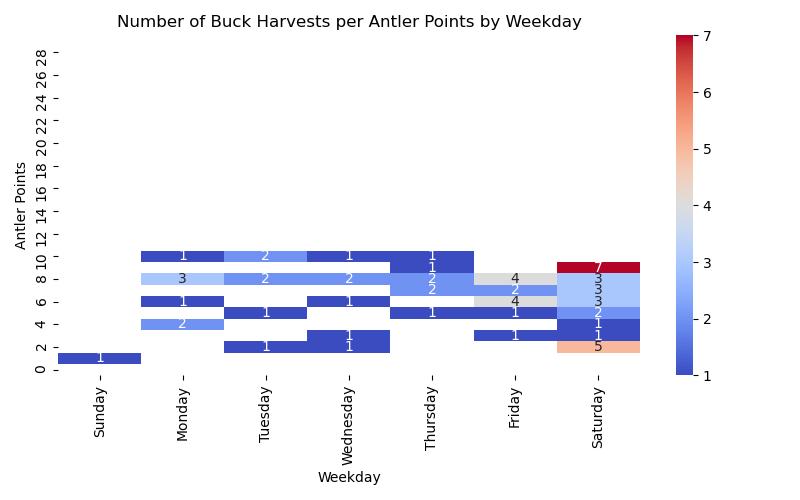 Number of Buck Harvests per Antler Points by Weekday
Antler Points
28
26
24
22
20
18
16
14
12
10
8
6
4
2
0
1 2 1 1
1 7
3 2 2 2 4 3
2 2 3
1 1 4 3
1 1 1 2
2 1
1 1 1
1 1 5
1
Sunday Monday Tuesday Wednesday Thursday Friday Saturday
Weekday
7
6
5
4
3
2
1